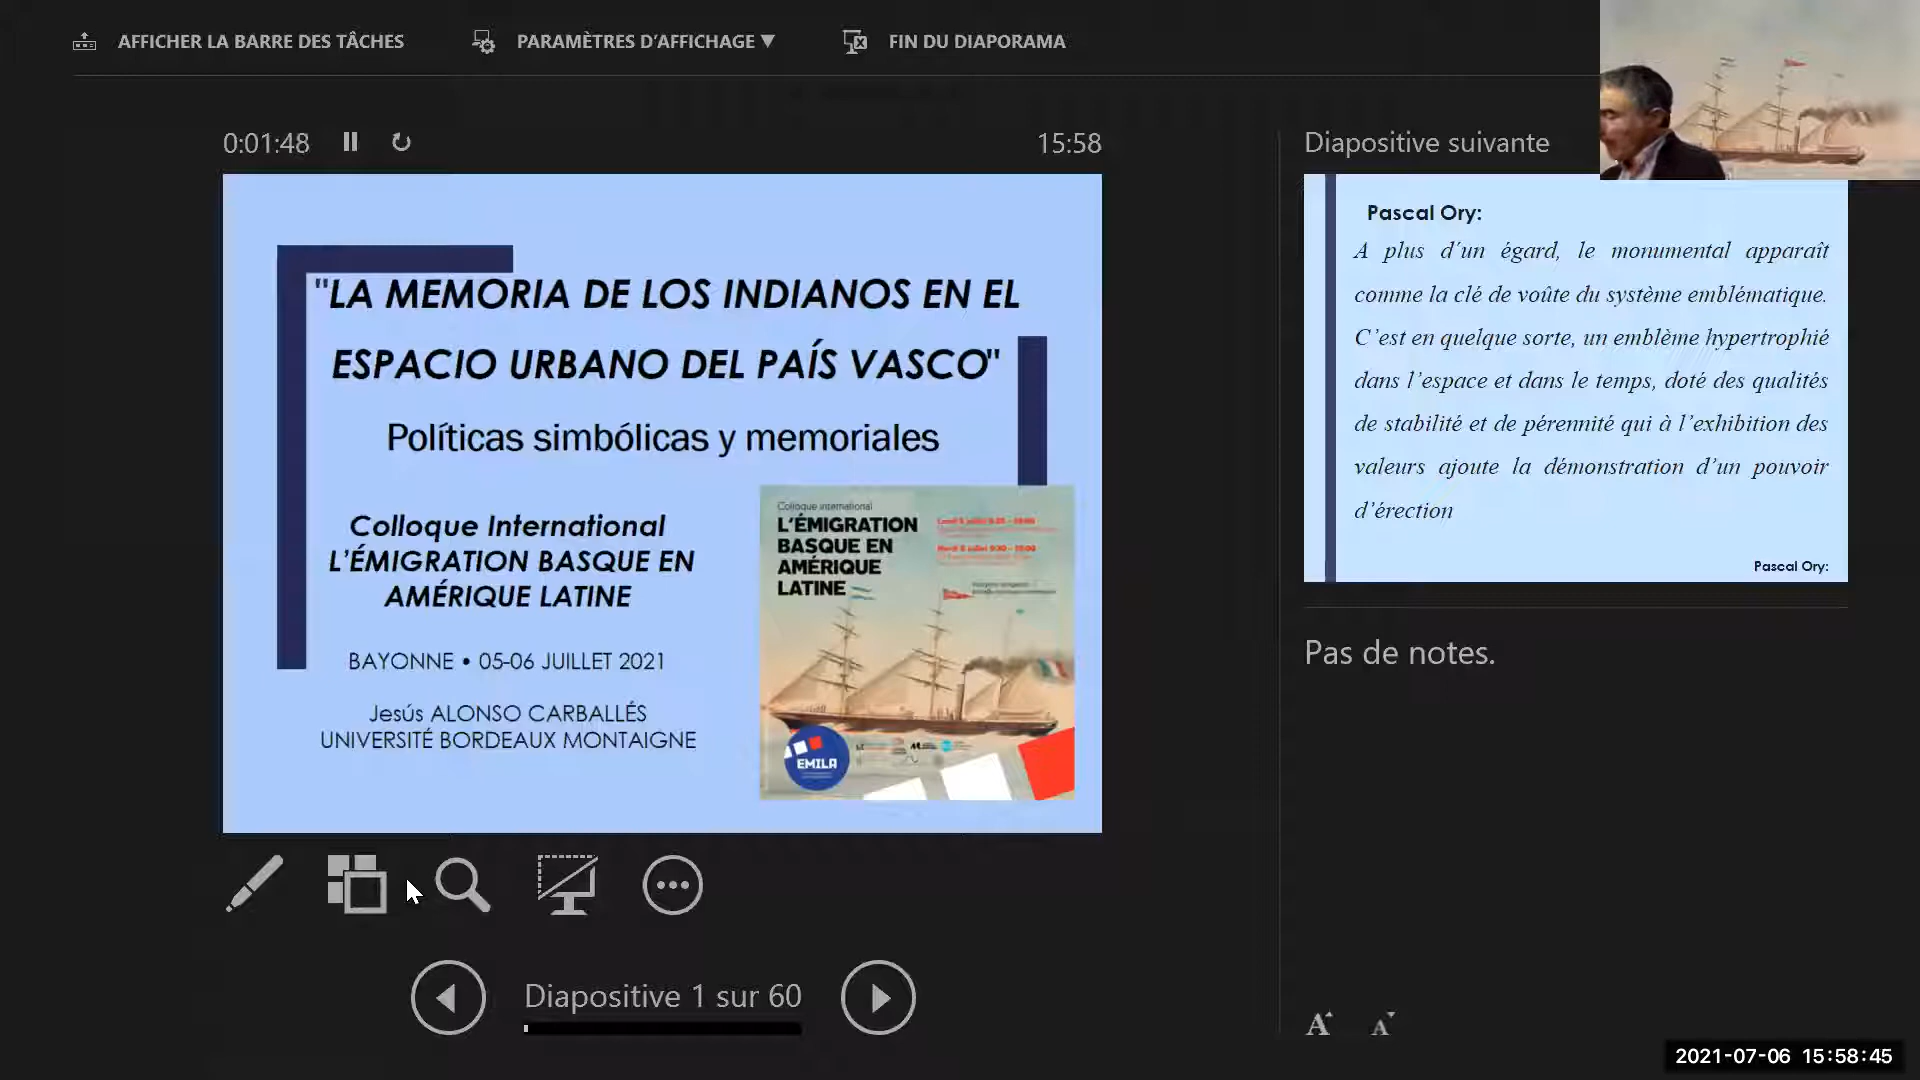 AFFICHER LA BARRE DES TÂCHES
PARAMÈTRES D'AFFICHAGE ▼
FIN DU DIAPORAMA
0:01:48
15:58
"LA MEMORIA DE LOS INDIANOS EN EL
ESPACIO URBANO DEL PAÍS VASCO"
Políticas simbólicas y memoriales
Colloque International
L'ÉMIGRATION BASQUE EN
AMÉRIQUE LATINE
BAYONNE • 05-06 JUILLET 2021
Jesús ALONSO CARBALLÉS
UNIVERSITÉ BORDEAUX MONTAIGNE
Colloque international
L'ÉMIGRATION
BASQUE EN
AMÉRIQUE
LATINE
EMILA
Diapositive 1 sur 60
Diapositive suivante
Pascal Ory:
A plus d´un égard, le monumental apparaît
comme la clé de voûte du système emblématique.
C'est en quelque sorte, un emblème hypertrophié
dans l'espace et dans le temps, doté des qualités
de stabilité et de pérennité qui à l'exhibition des
valeurs ajoute la démonstration d'un pouvoir
d'érection
Pascal Ory:
Pas de notes.
A A
2021-07-06 15:58:45